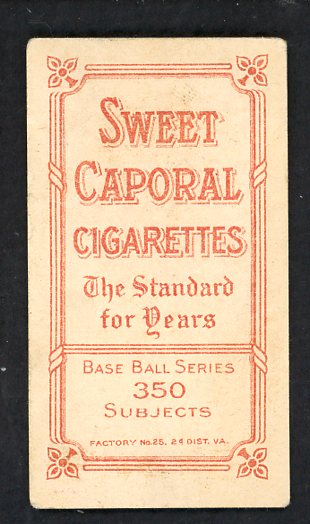 SWEET
CAPORAL
CIGARETTES
The Standard
for Years
BASE BALL SERIES
350
SUBJECTS
FACTORY No. 25, 2d DIST. VA.